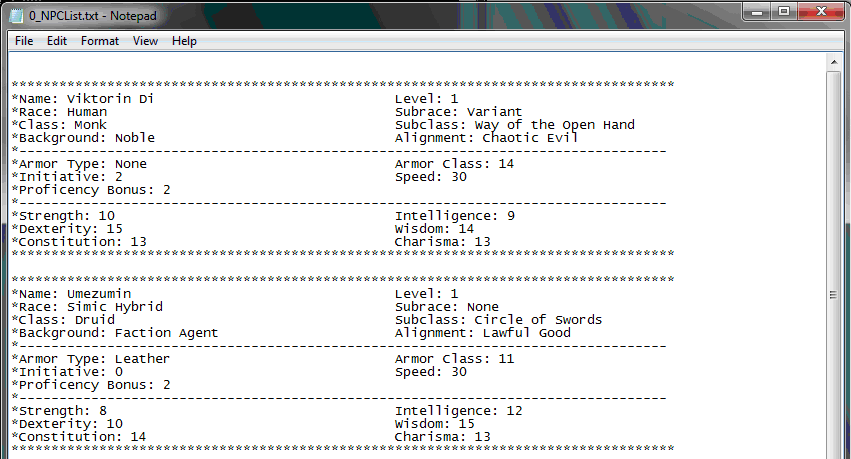 0_NPCList.txt - Notepad
File Edit Format View Help
***********************************************************************************
*Name: Viktorin Di Level: 1
*Race: Human Subrace: Variant
*Class: Monk Subclass: Way of the Open Hand
*Background: Noble Alignment: Chaotic Evil
*---------------------------------------------------------------------------------
*Armor Type: None Armor Class: 14
*Initiative: 2 Speed: 30
*Proficency Bonus: 2
*---------------------------------------------------------------------------------
*Strength: 10 Intelligence: 9
*Dexterity: 15 Wisdom: 14
*Constitution: 13 Charisma: 13
***********************************************************************************
***********************************************************************************
*Name: Umezumin Level: 1
*Race: Simic Hybrid Subrace: None
*Class: Druid Subclass: Circle of Swords
*Background: Faction Agent Alignment: Lawful Good
*---------------------------------------------------------------------------------
*Armor Type: Leather Armor Class: 11
*Initiative: 0 Speed: 30
*Proficency Bonus: 2
*---------------------------------------------------------------------------------
*Strength: 8 Intelligence: 12
*Dexterity: 10 Wisdom: 15
*Constitution: 14 Charisma: 13
***********************************************************************************